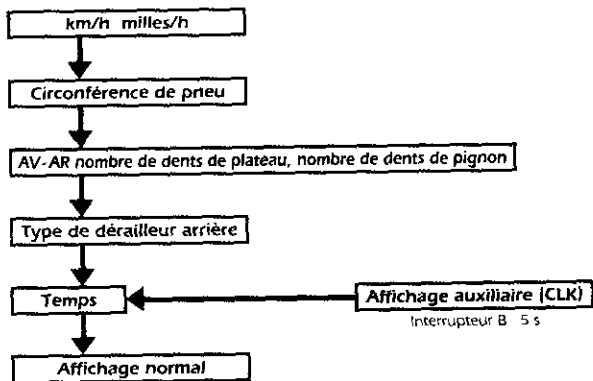 km/h milles/h
Circonférence de pneu
AV-AR nombre de dents de plateau, nombre de dents de pignon
Type de dérailleur arrière
Temps
Affichage auxiliaire (CLK)
Interrupteur B 5 s
Affichage normal